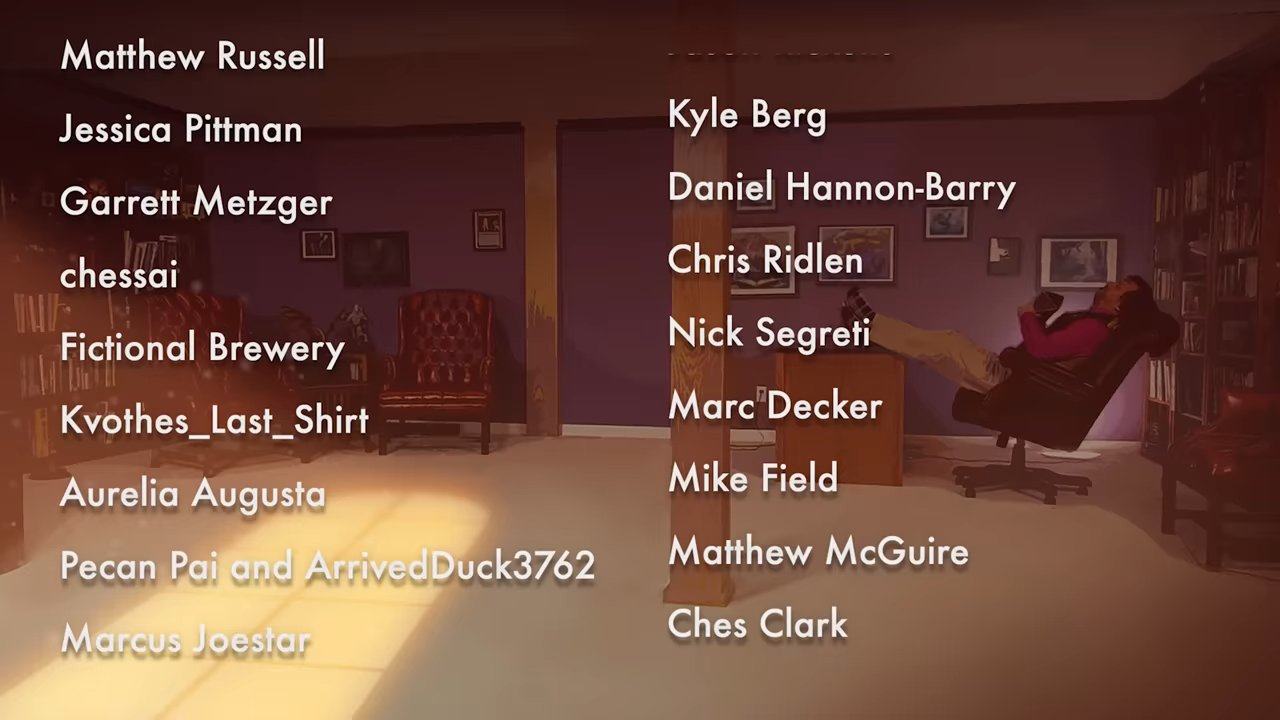 Matthew Russell
Jessica Pittman
Garrett Metzger
chessai
Fictional Brewery
Kvothes_Last_Shirt
Aurelia Augusta
Pecan Pai and ArrivedDuck3762
Marcus Joestar
Kyle Berg
Daniel Hannon-Barry
Chris Ridlen
Nick Segreti
Marc Decker
Mike Field
Matthew McGuire
Ches Clark